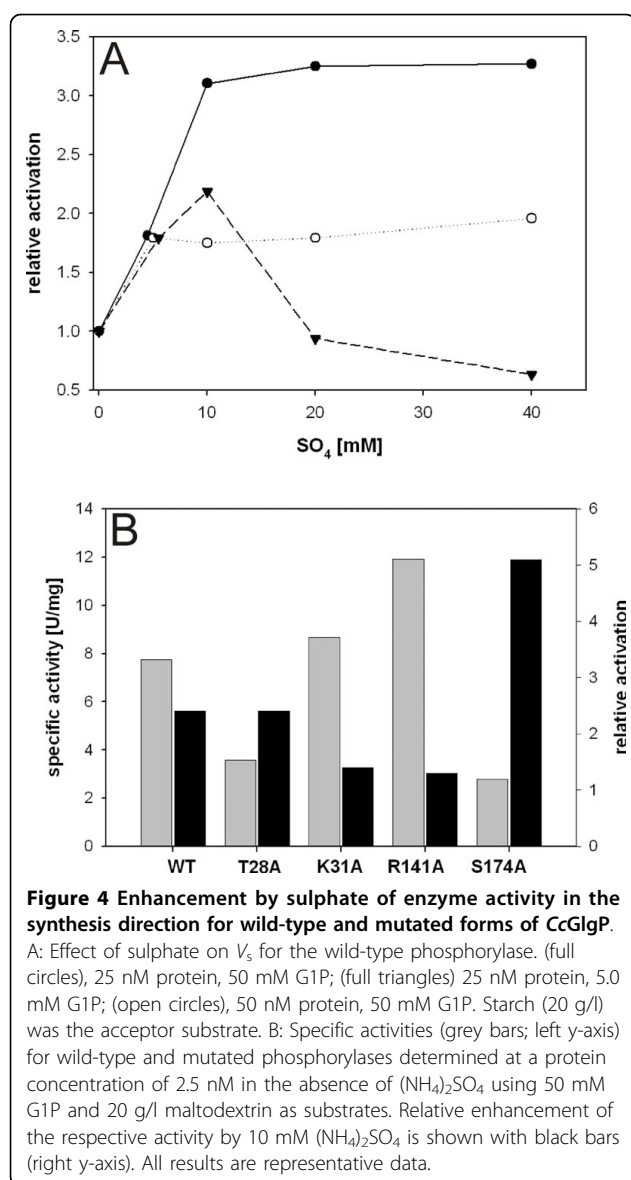 A
3.5
3.0
2.5
2.0
1.5
1.0
0.5
relative activation
0 10 20 30 40
SO₄ [mM]
B
14
12
10
8
6
4
2
0
specific activity [U/mg]
6
5
4
3
2
1
0
relative activation
WT T28A K31A R141A S174A
Figure 4 Enhancement by sulphate of enzyme activity in the
synthesis direction for wild-type and mutated forms of CcGlgP.
A: Effect of sulphate on Vₛ for the wild-type phosphorylase. (full
circles), 25 nM protein, 50 mM G1P; (full triangles) 25 nM protein, 5.0
mM G1P; (open circles), 50 nM protein, 50 mM G1P. Starch (20 g/l)
was the acceptor substrate. B: Specific activities (grey bars; left y-axis)
for wild-type and mutated phosphorylases determined at a protein
concentration of 2.5 nM in the absence of (NH₄)₂SO₄ using 50 mM
G1P and 20 g/l maltodextrin as substrates. Relative enhancement of
the respective activity by 10 mM (NH₄)₂SO₄ is shown with black bars
(right y-axis). All results are representative data.